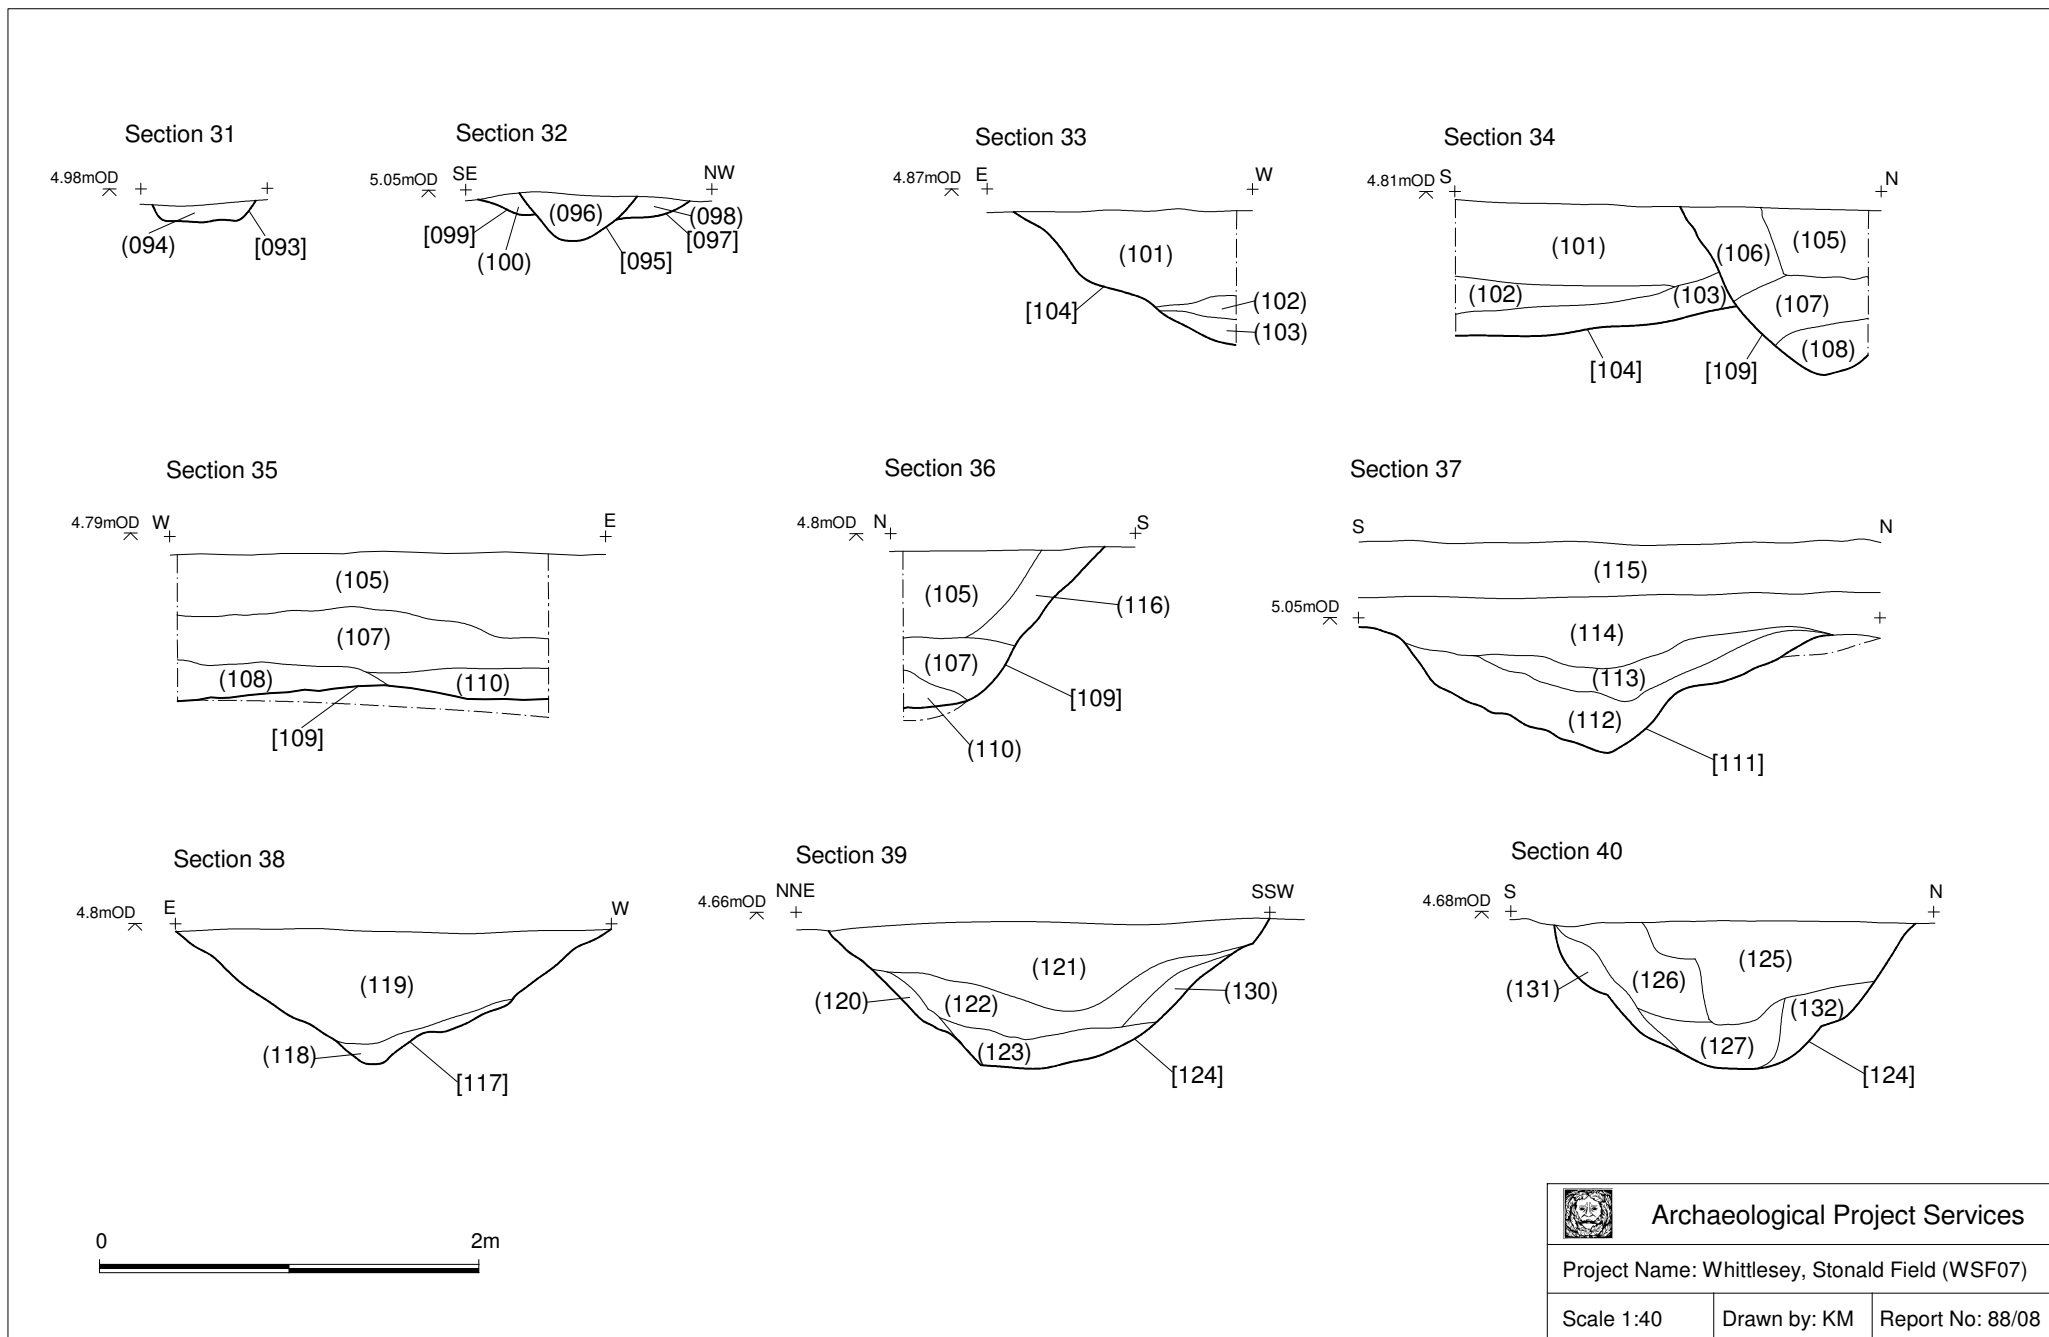 Section 31
4.98mOD
(094)
[093]
Section 32
5.05mOD
SE
NW
(096)
(098)
[099]
[097]
(100)
[095]
Section 33
4.87mOD
E
W
(101)
(102)
[104]
(103)
Section 34
4.81mOD
S
N
(101)
(106)
(105)
(102)
(103)
(107)
(108)
[104]
[109]
Section 35
4.79mOD
W
E
(105)
(107)
(108)
(110)
[109]
Section 36
4.8mOD
N
S
(105)
(116)
(107)
[109]
(110)
Section 37
S
N
(115)
5.05mOD
(114)
(113)
(112)
[111]
Section 38
4.8mOD
E
W
(119)
(118)
[117]
Section 39
4.66mOD
NNE
SSW
(121)
(120)
(122)
(130)
(123)
[124]
Section 40
4.68mOD
S
N
(125)
(126)
(131)
(132)
(127)
[124]
0
2m
Archaeological Project Services
Project Name: Whittlesey, Stonald Field (WSF07)
Scale 1:40
Drawn by: KM
Report No: 88/08